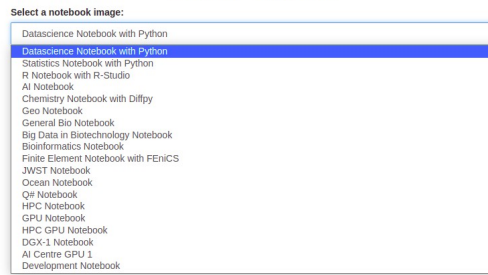 Select a notebook image:
Datascience Notebook with Python
Datascience Notebook with Python
Statistics Notebook with Python
R Notebook with R-Studio
AI Notebook
Chemistry Notebook with Diffpy
Geo Notebook
General Bio Notebook
Big Data in Biotechnology Notebook
Bioinformatics Notebook
Finite Element Notebook with FEniCS
JWST Notebook
Ocean Notebook
Q# Notebook
HPC Notebook
GPU Notebook
HPC GPU Notebook
DGX-1 Notebook
AI Centre GPU 1
Development Notebook